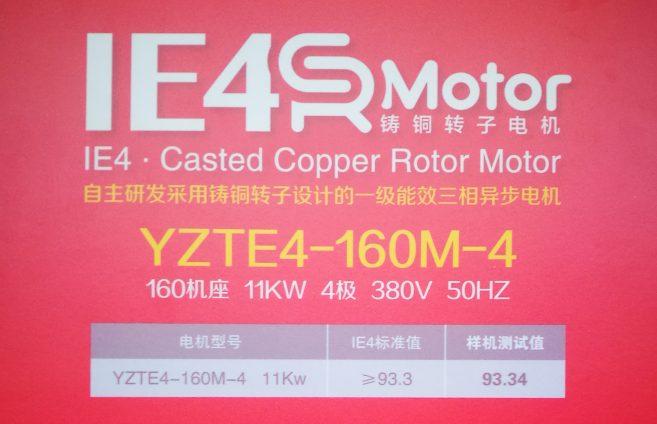 IE4 SR Motor
铸铜转子电机
IE4 · Casted Copper Rotor Motor
自主研发采用铸铜转子设计的一级能效三相异步电机
YZTE4-160M-4
160机座 11KW 4极 380V 50HZ
电机型号 IE4标准值 样机测试值
YZTE4-160M-4 11Kw ≥93.3 93.34